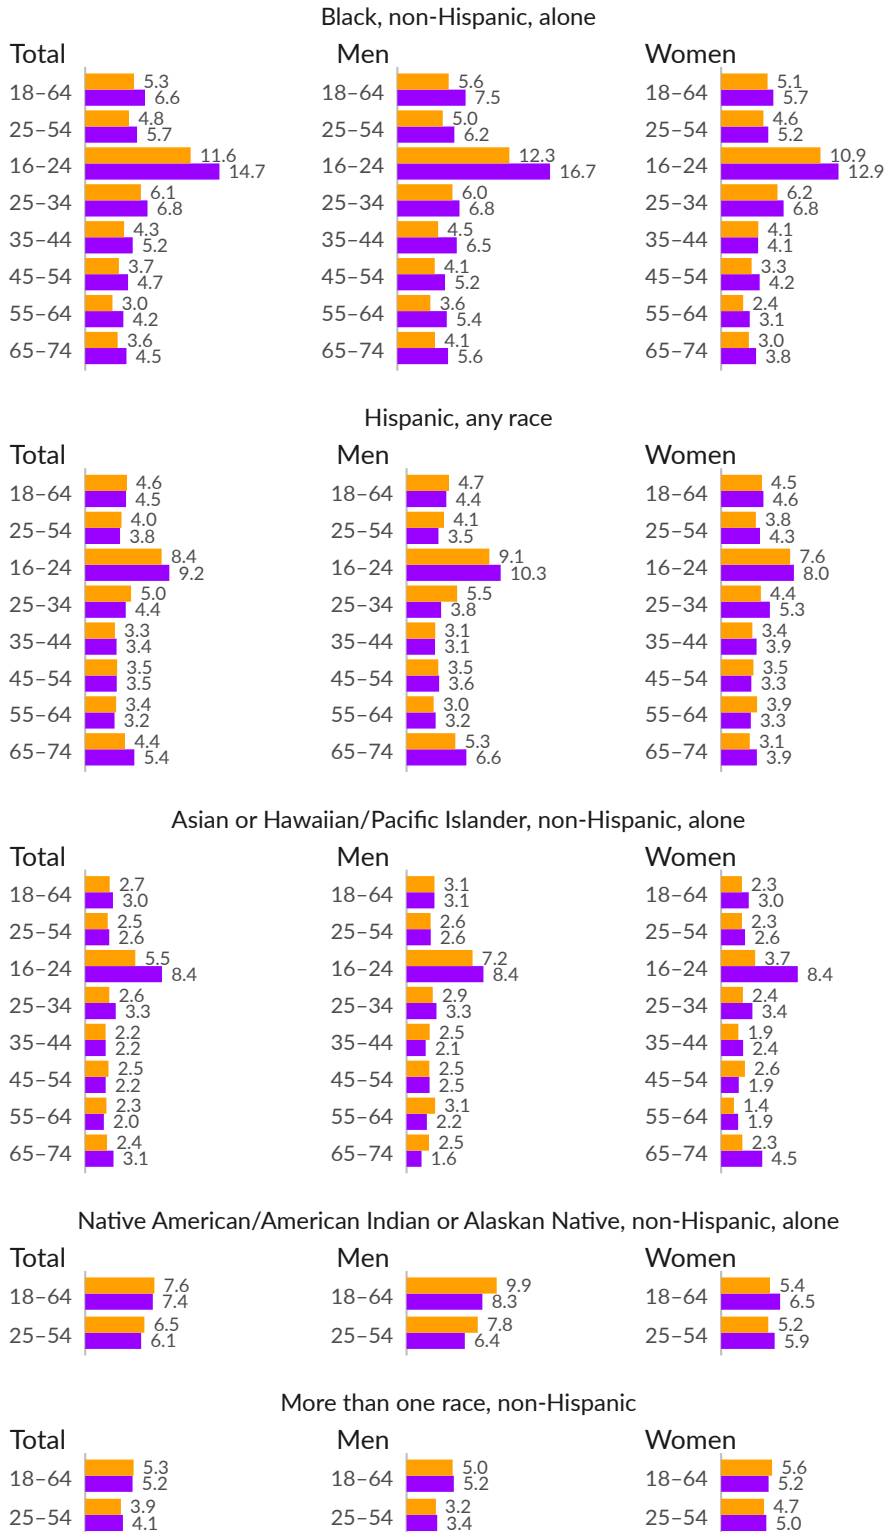 Black, non-Hispanic, alone
Total Men Women
5.3 5.6 5.1
18–64 6.6 18–64 7.5 18–64 5.7
4.8 5.0 4.6
25–54 5.7 25–54 6.2 25–54 5.2
11.6 12.3 10.9
16–24 14.7 16–24 16.7 16–24 12.9
6.1 6.0 6.2
25–34 6.8 25–34 6.8 25–34 6.8
4.3 4.5 4.1
35–44 5.2 35–44 6.5 35–44 4.1
3.7 4.1 3.3
45–54 4.7 45–54 5.2 45–54 4.2
3.0 3.6 2.4
55–64 4.2 55–64 5.4 55–64 3.1
3.6 4.1 3.0
65–74 4.5 65–74 5.6 65–74 3.8
Hispanic, any race
Total Men Women
4.6 4.7 4.5
18–64 4.5 18–64 4.4 18–64 4.6
4.0 4.1 3.8
25–54 3.8 25–54 3.5 25–54 4.3
8.4 9.1 7.6
16–24 9.2 16–24 10.3 16–24 8.0
5.0 5.5 4.4
25–34 4.4 25–34 3.8 25–34 5.3
3.3 3.1 3.4
35–44 3.4 35–44 3.1 35–44 3.9
3.5 3.5 3.5
45–54 3.5 45–54 3.6 45–54 3.3
3.4 3.0 3.9
55–64 3.2 55–64 3.2 55–64 3.3
4.4 5.3 3.1
65–74 5.4 65–74 6.6 65–74 3.9
Asian or Hawaiian/Pacific Islander, non-Hispanic, alone
Total Men Women
2.7 3.1 2.3
18–64 3.0 18–64 3.1 18–64 3.0
2.5 2.6 2.3
25–54 2.6 25–54 2.6 25–54 2.6
5.5 7.2 3.7
16–24 8.4 16–24 8.4 16–24 8.4
2.6 2.9 2.4
25–34 3.3 25–34 3.3 25–34 3.4
2.2 2.5 1.9
35–44 2.2 35–44 2.1 35–44 2.4
2.5 2.5 2.6
45–54 2.2 45–54 2.5 45–54 1.9
2.3 3.1 1.4
55–64 2.0 55–64 2.2 55–64 1.9
2.4 2.5 2.3
65–74 3.1 65–74 1.6 65–74 4.5
Native American/American Indian or Alaskan Native, non-Hispanic, alone
Total Men Women
7.6 9.9 5.4
18–64 7.4 18–64 8.3 18–64 6.5
6.5 7.8 5.2
25–54 6.1 25–54 6.4 25–54 5.9
More than one race, non-Hispanic
Total Men Women
5.3 5.0 5.6
18–64 5.2 18–64 5.2 18–64 5.2
3.9 3.2 4.7
25–54 4.1 25–54 3.4 25–54 5.0